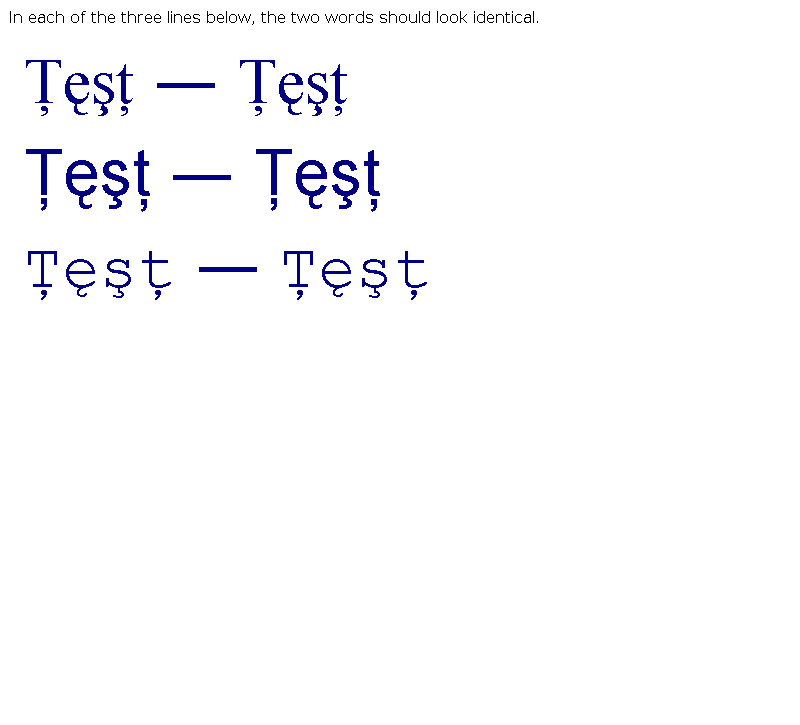 In each of the three lines below, the two words should look identical.
Ţęşţ — Ţęşţ
Ţęşţ — Ţęşţ
Ţęşţ — Ţęşţ